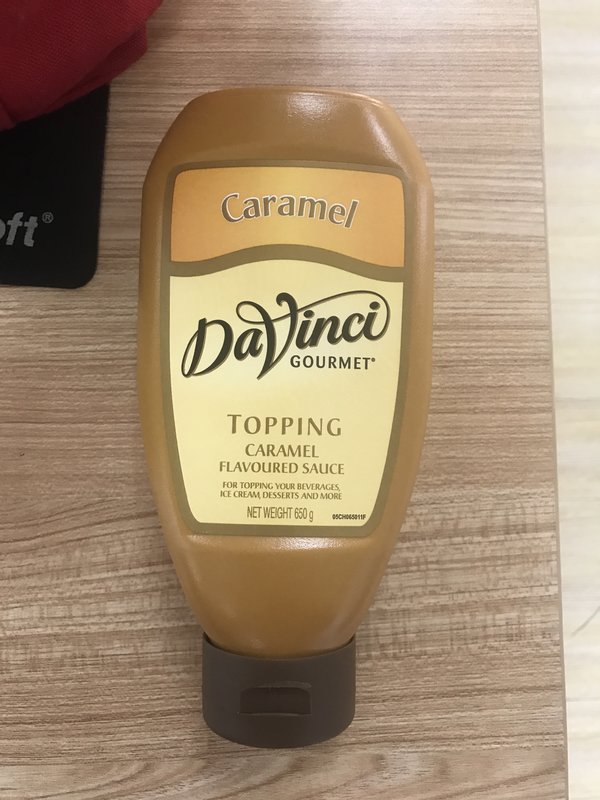 oft®
Caramel
DaVinci
GOURMET®
TOPPING
CARAMEL
FLAVOURED SAUCE
FOR TOPPING YOUR BEVERAGES,
ICE CREAM, DESSERTS AND MORE
NET WEIGHT 650 g
05CH065011F